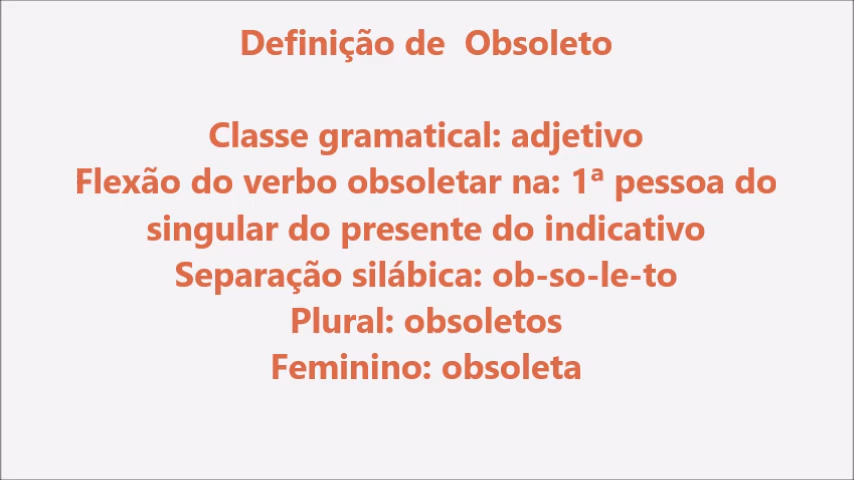 Definição de  Obsoleto
Classe gramatical: adjetivo
Flexão do verbo obsoletar na: 1ª pessoa do
singular do presente do indicativo
Separação silábica: ob-so-le-to
Plural: obsoletos
Feminino: obsoleta